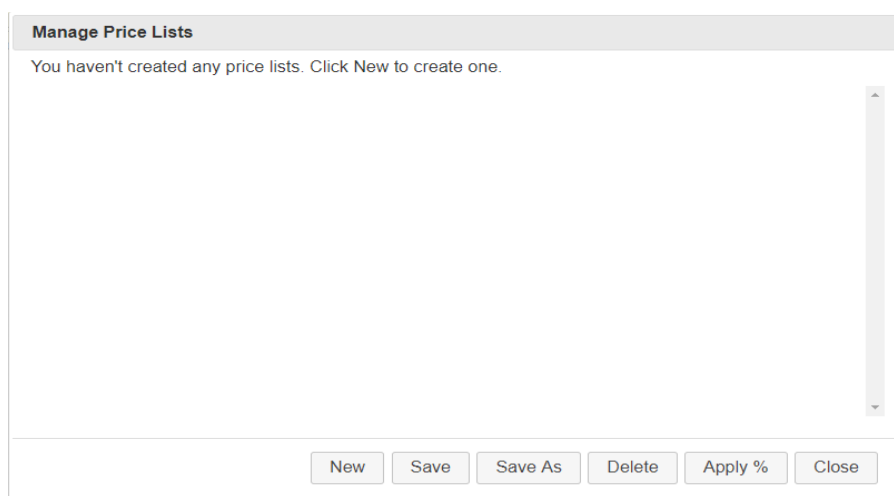 Manage Price Lists
You haven't created any price lists. Click New to create one.
New Save Save As Delete Apply % Close